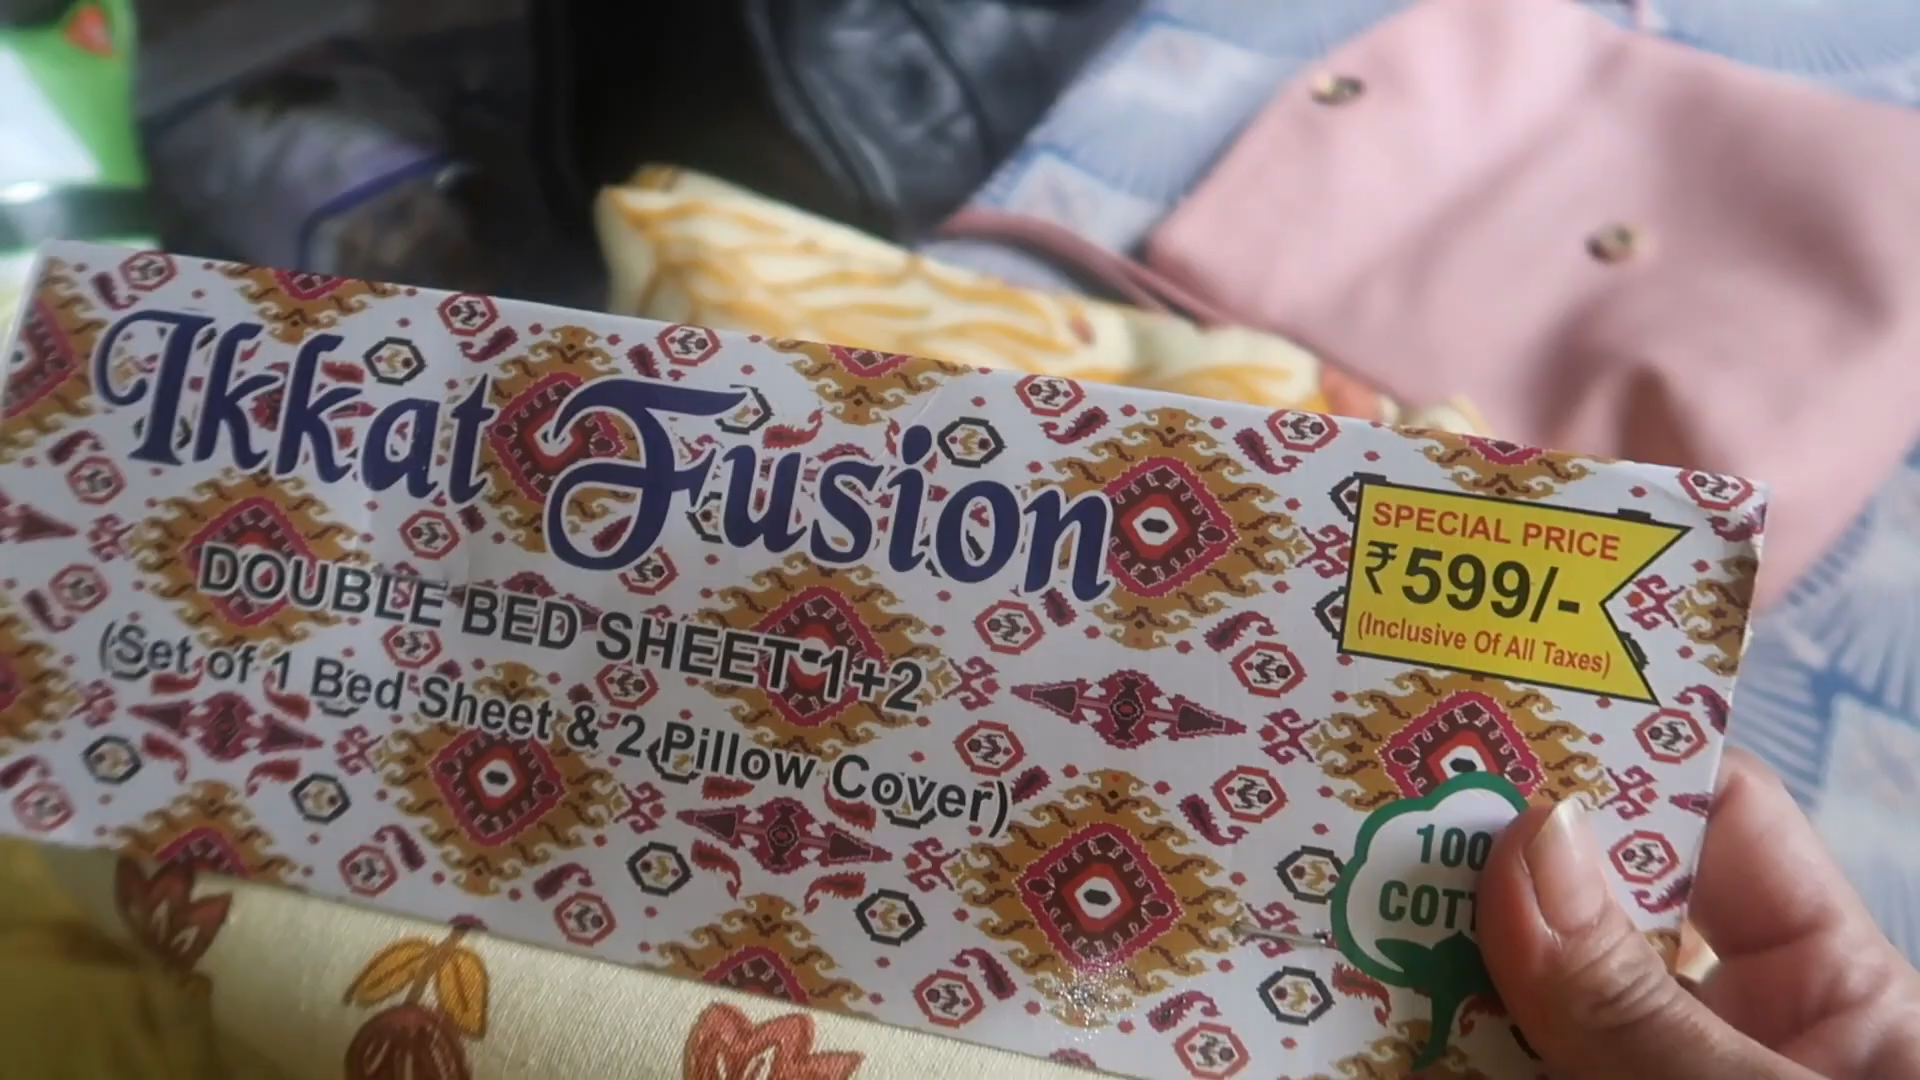 Ikkat Fusion
DOUBLE BED SHEET 1+2
(Set of 1 Bed Sheet & 2 Pillow Cover)
SPECIAL PRICE
₹599/-
(Inclusive Of All Taxes)
100